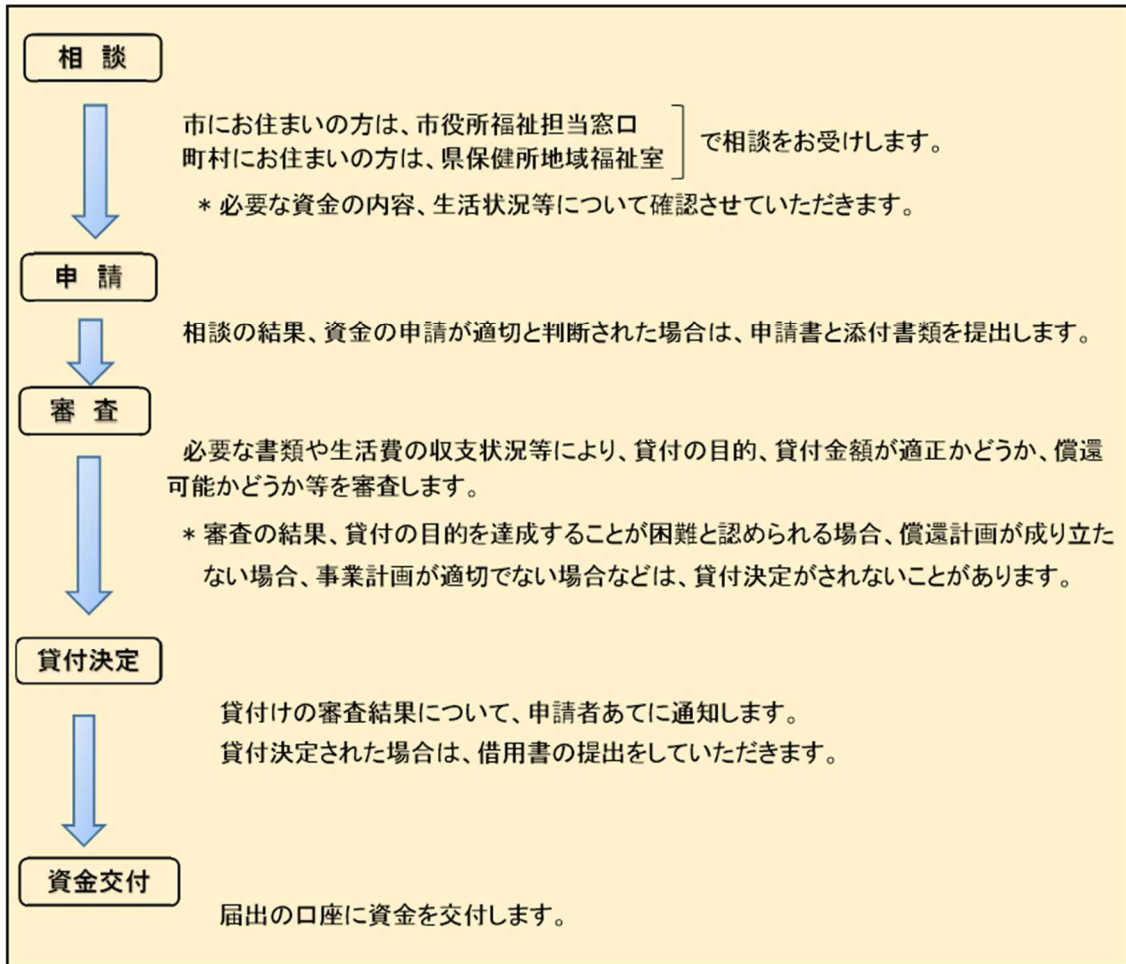 相 談
市にお住まいの方は、市役所福祉担当窓口
町村にお住まいの方は、県保健所地域福祉室
で相談をお受けします。
* 必要な資金の内容、生活状況等について確認させていただきます。
申 請
相談の結果、資金の申請が適切と判断された場合は、申請書と添付書類を提出します。
審 査
必要な書類や生活費の収支状況等により、貸付の目的、貸付金額が適正かどうか、償還
可能かどうか等を審査します。
* 審査の結果、貸付の目的を達成することが困難と認められる場合、償還計画が成り立た
ない場合、事業計画が適切でない場合などは、貸付決定がされないことがあります。
貸付決定
貸付けの審査結果について、申請者あてに通知します。
貸付決定された場合は、借用書の提出をしていただきます。
資金交付
届出の口座に資金を交付します。